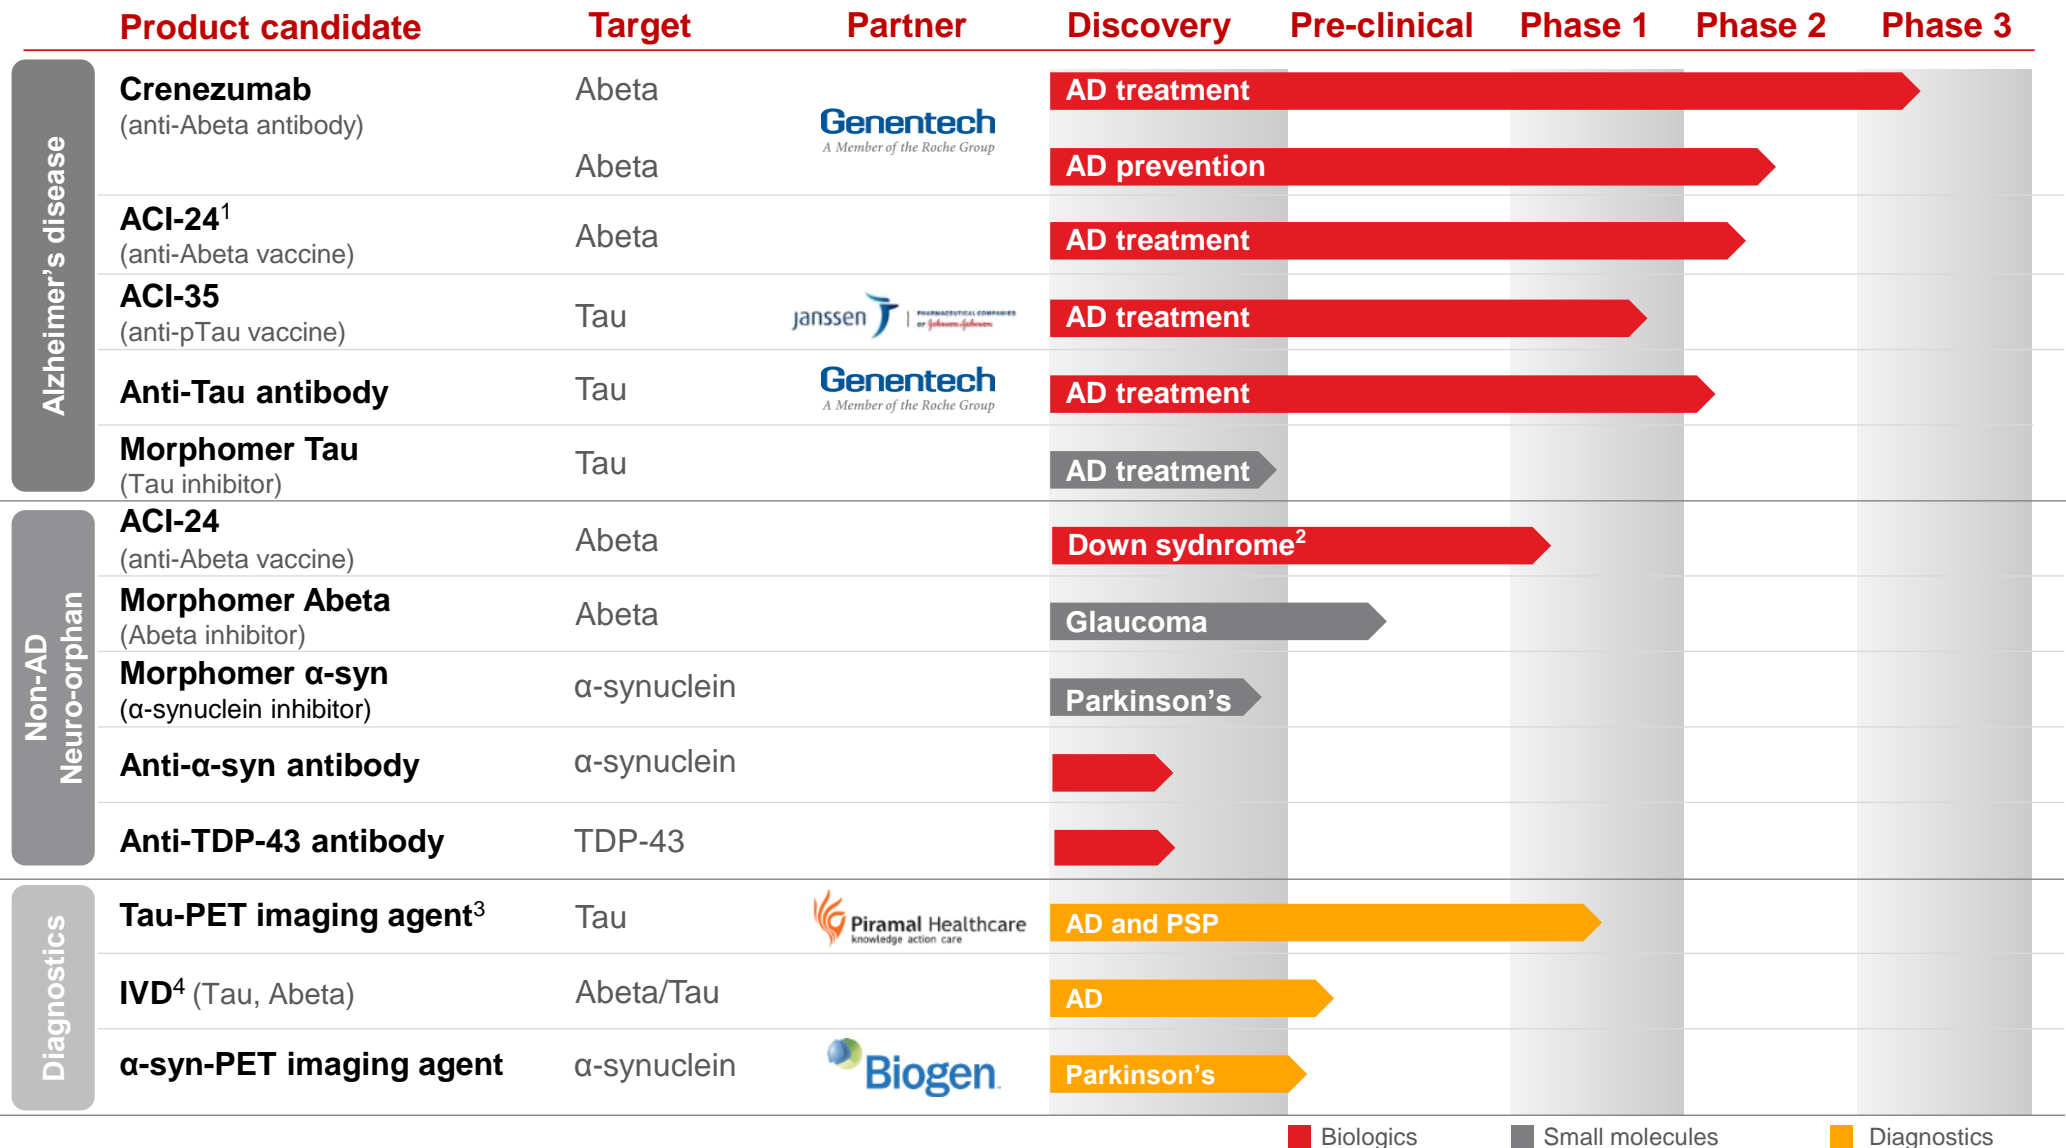 Product candidate Target Partner Discovery Pre-clinical Phase 1 Phase 2 Phase 3
Alzheimer's disease
Crenezumab Abeta AD treatment
(anti-Abeta antibody)
Genentech
A Member of the Roche Group
Abeta AD prevention
ACI-24¹ Abeta AD treatment
(anti-Abeta vaccine)
ACI-35 Tau janssen PHARMACEUTICAL COMPANIES AD treatment
(anti-pTau vaccine) OF Johnson & Johnson
Anti-Tau antibody Tau Genentech AD treatment
A Member of the Roche Group
Morphomer Tau Tau AD treatment
(Tau inhibitor)
Non-AD
Neuro-orphan
ACI-24 Abeta Down sydnrome²
(anti-Abeta vaccine)
Morphomer Abeta Abeta Glaucoma
(Abeta inhibitor)
Morphomer α-syn α-synuclein Parkinson's
(α-synuclein inhibitor)
Anti-α-syn antibody α-synuclein
Anti-TDP-43 antibody TDP-43
Diagnostics
Tau-PET imaging agent³ Tau Piramal Healthcare AD and PSP
knowledge action care
IVD⁴ (Tau, Abeta) Abeta/Tau AD
α-syn-PET imaging agent α-synuclein Biogen Parkinson's
Biologics Small molecules Diagnostics